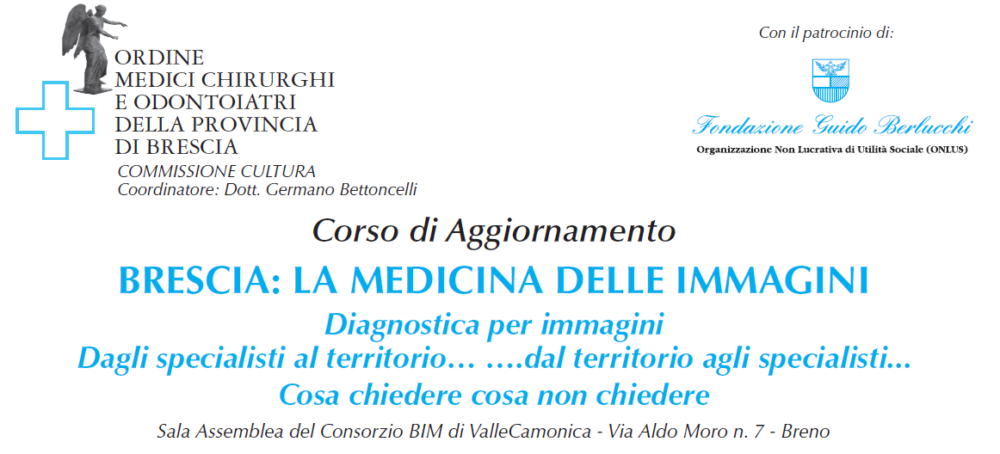 ORDINE
MEDICI CHIRURGHI
E ODONTOIATRI
DELLA PROVINCIA
DI BRESCIA
COMMISSIONE CULTURA
Coordinatore: Dott. Germano Bettoncelli
Con il patrocinio di:
Fondazione Guido Berlucchi
Organizzazione Non Lucrativa di Utilità Sociale (ONLUS)
Corso di Aggiornamento
BRESCIA: LA MEDICINA DELLE IMMAGINI
Diagnostica per immagini
Dagli specialisti al territorio… ….dal territorio agli specialisti...
Cosa chiedere cosa non chiedere
Sala Assemblea del Consorzio BIM di ValleCamonica - Via Aldo Moro n. 7 - Breno